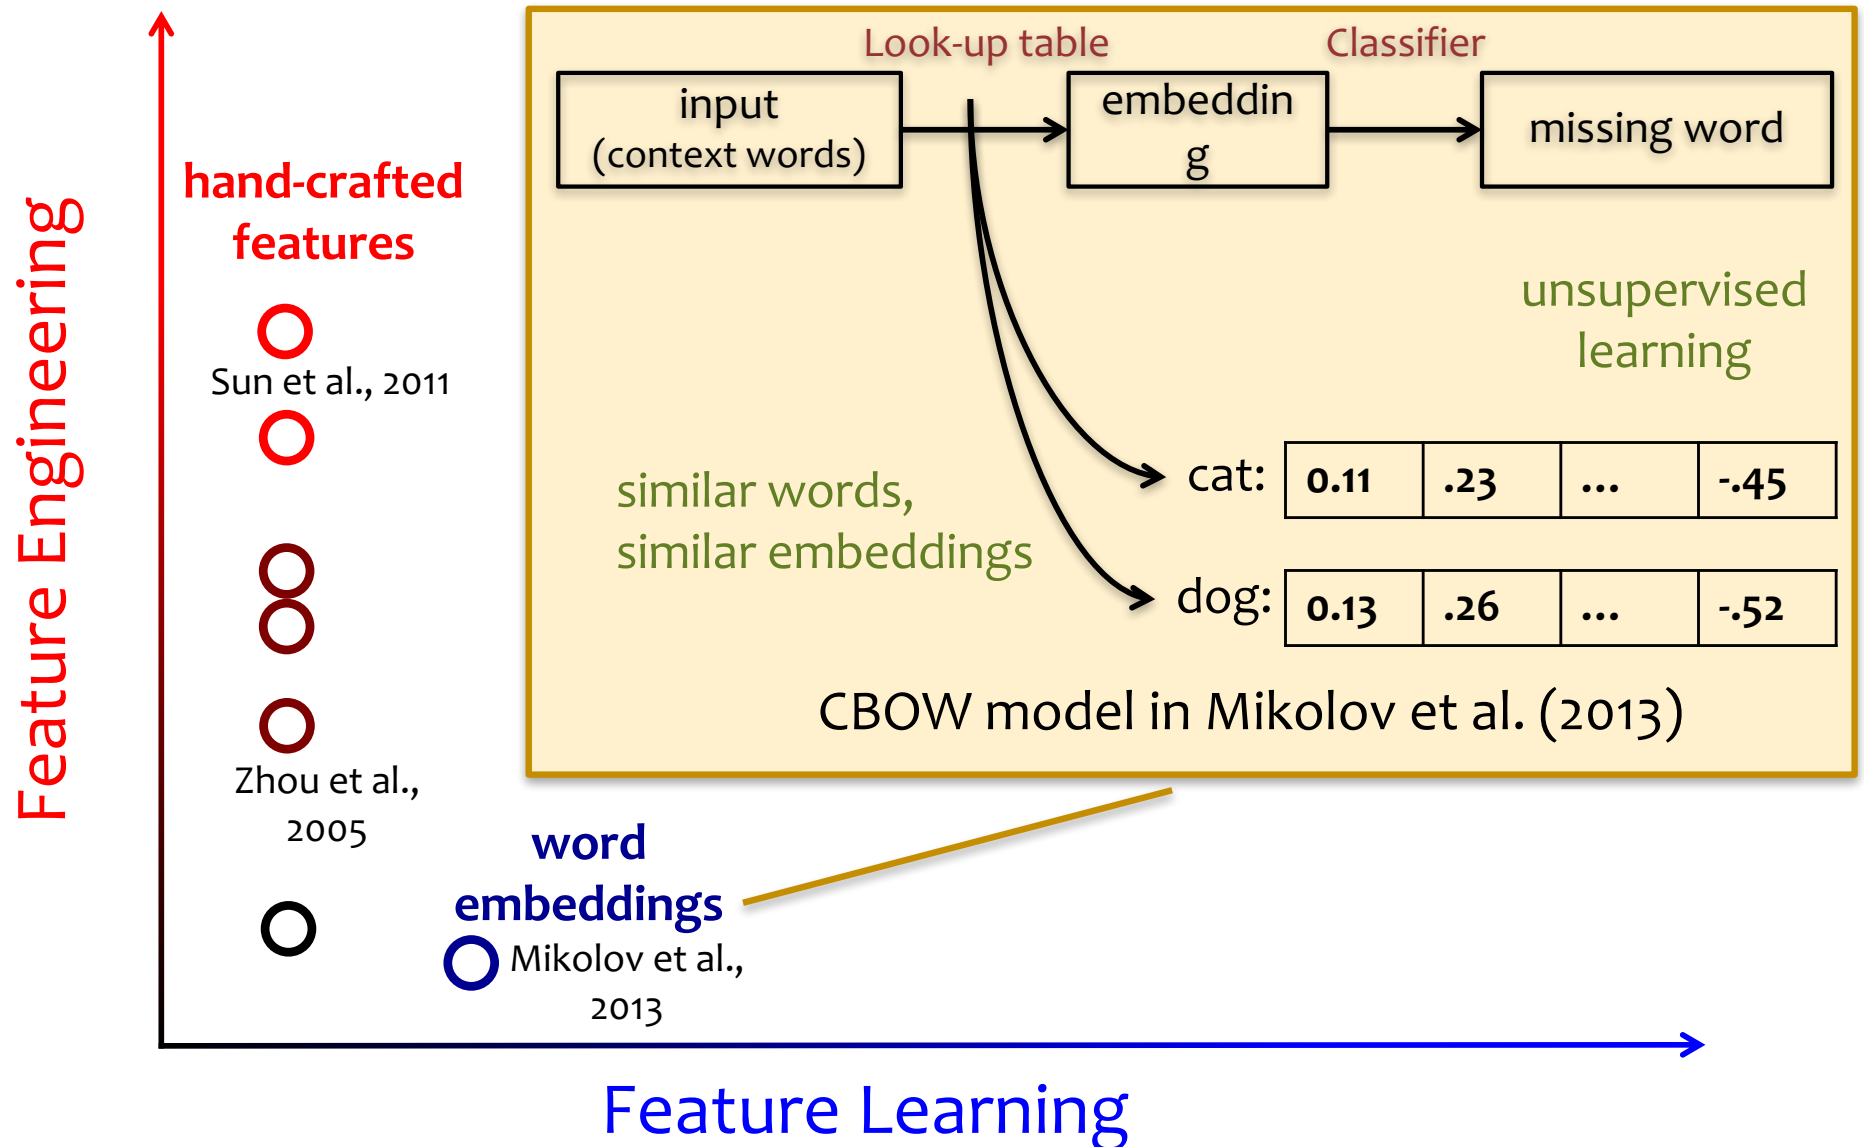 Feature Engineering
hand-crafted
features
Sun et al., 2011
Zhou et al.,
2005
word
embeddings
Mikolov et al.,
2013
Feature Learning
Look-up table
Classifier
input
(context words)
embeddin
g
missing word
unsupervised
learning
similar words,
similar embeddings
cat: 0.11 .23 ... -.45
dog: 0.13 .26 ... -.52
CBOW model in Mikolov et al. (2013)